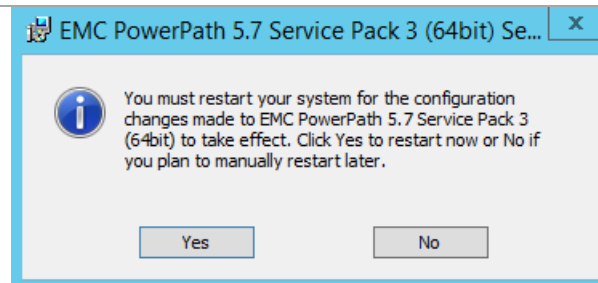 EMC PowerPath 5.7 Service Pack 3 (64bit) Se...
x
You must restart your system for the configuration
changes made to EMC PowerPath 5.7 Service Pack 3
(64bit) to take effect. Click Yes to restart now or No if
you plan to manually restart later.
Yes No